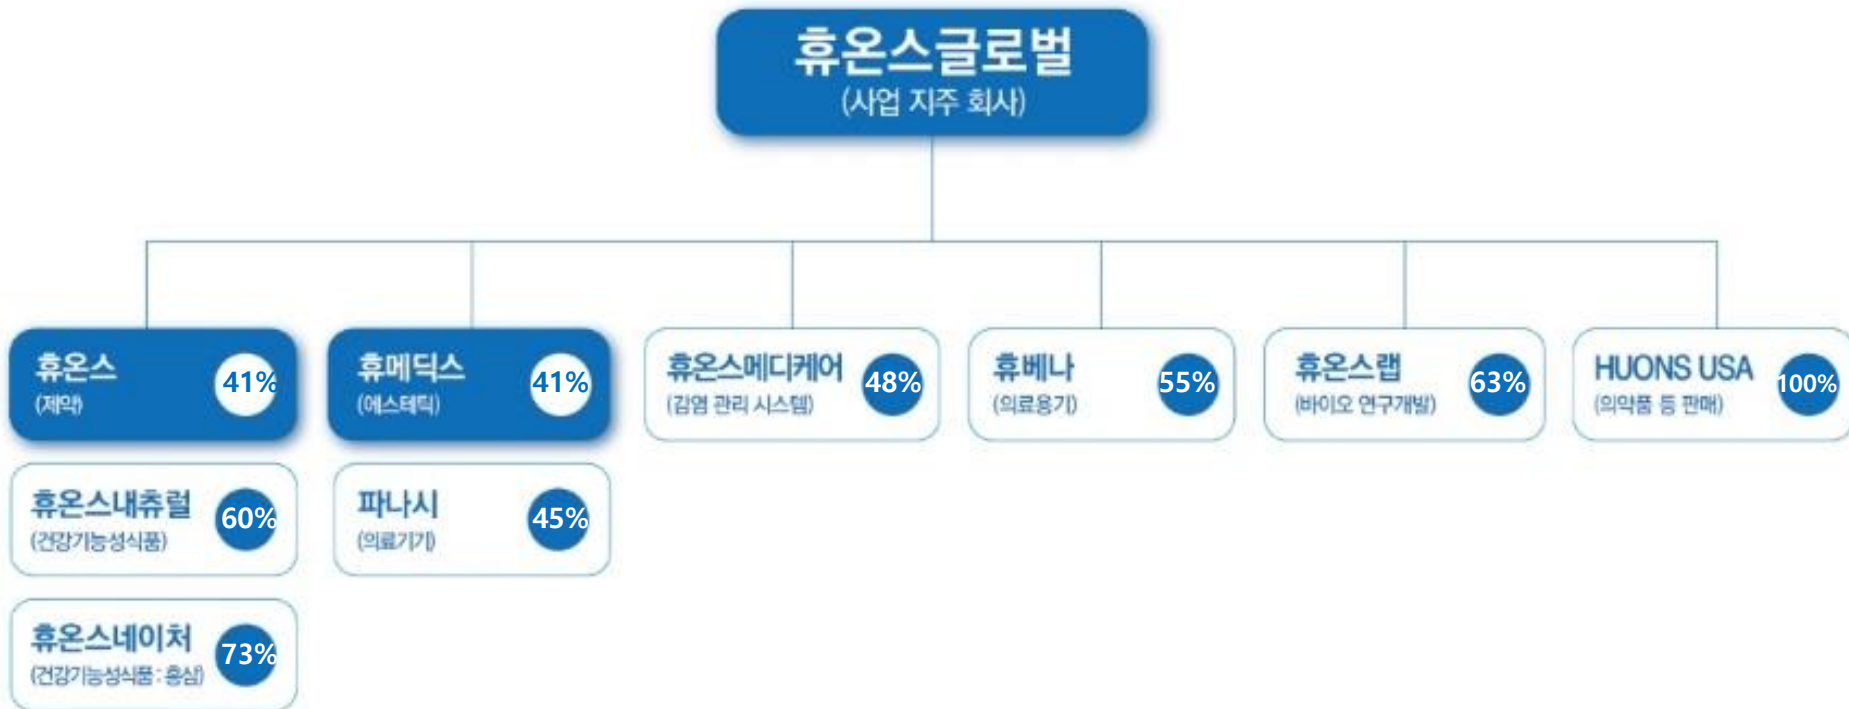 휴온스글로벌
(사업 지주 회사)
휴온스
(제약)
41%
휴메딕스
(에스테틱)
41%
휴온스메디케어
(감염 관리 시스템)
48%
휴베나
(의료용기)
55%
휴온스랩
(바이오 연구개발)
63%
HUONS USA
(의약품 등 판매)
100%
휴온스내츄럴
(건강기능성식품)
60%
파나시
(의료기기)
45%
휴온스네이처
(건강기능성식품 : 홍삼)
73%